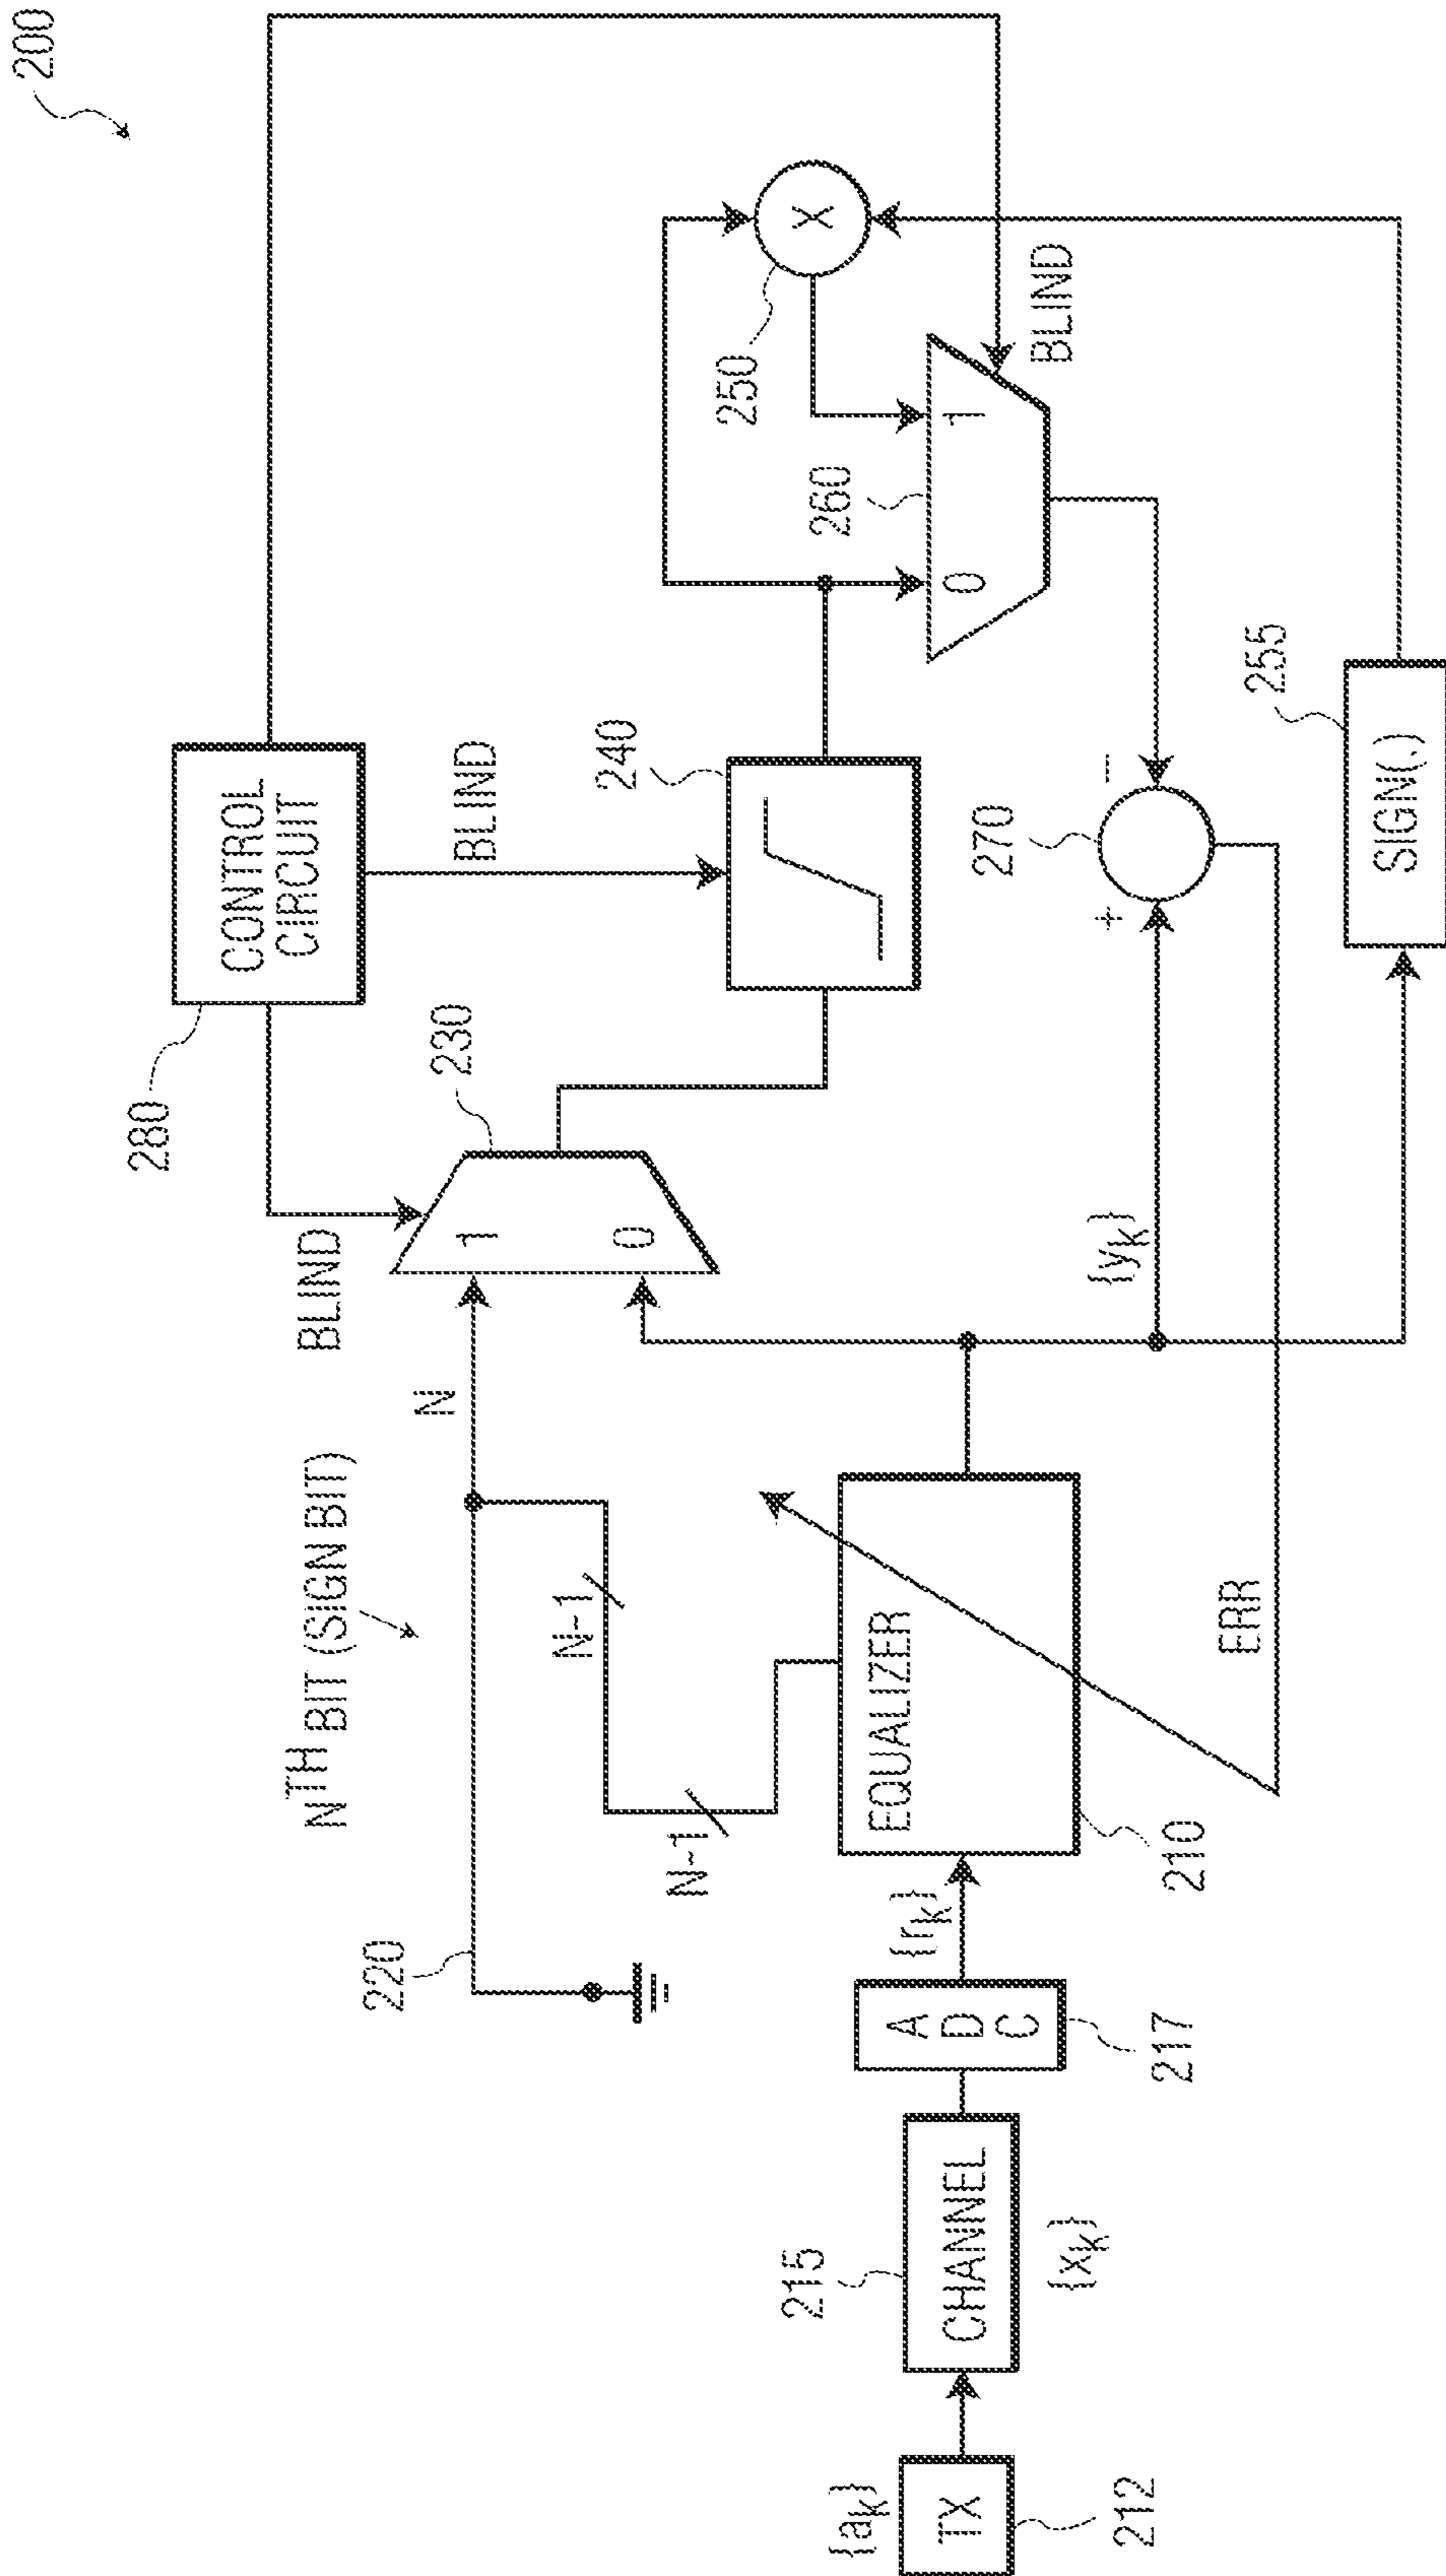 200
CONTROL
CIRCUIT
280
BLIND
BLIND
230
1
0
N
NTH BIT (SIGN BIT)
220
N-1
N-1
240
250
X
260
0
1
BLIND
270
+
−
255
SIGN(.)
{yk}
EQUALIZER
210
ERR
{rk}
A
D
C
217
215
CHANNEL
{xk}
{ak}
TX
212